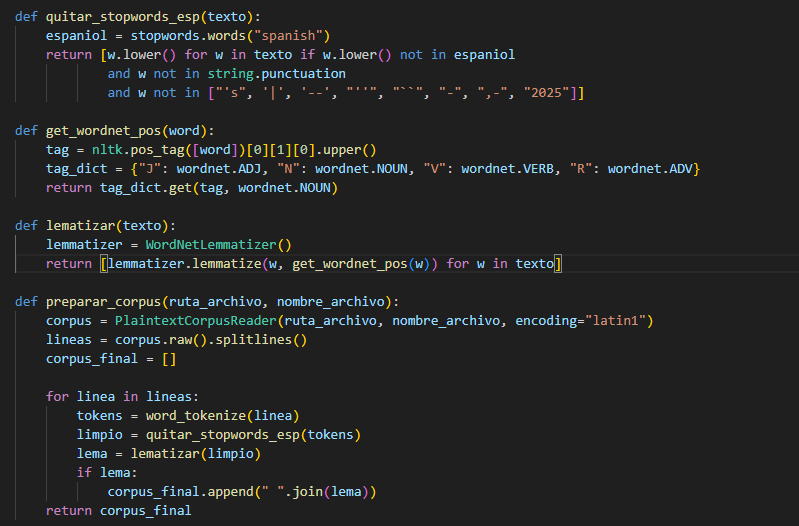 def quitar_stopwords_esp(texto):
    espaniol = stopwords.words("spanish")
    return [w.lower() for w in texto if w.lower() not in espaniol
            and w not in string.punctuation
            and w not in ["'s", '|', '--', "''", "``", "-", ",-", "2025"]]

def get_wordnet_pos(word):
    tag = nltk.pos_tag([word])[0][1][0].upper()
    tag_dict = {"J": wordnet.ADJ, "N": wordnet.NOUN, "V": wordnet.VERB, "R": wordnet.ADV}
    return tag_dict.get(tag, wordnet.NOUN)

def lematizar(texto):
    lemmatizer = WordNetLemmatizer()
    return [lemmatizer.lemmatize(w, get_wordnet_pos(w)) for w in texto]

def preparar_corpus(ruta_archivo, nombre_archivo):
    corpus = PlaintextCorpusReader(ruta_archivo, nombre_archivo, encoding="latin1")
    lineas = corpus.raw().splitlines()
    corpus_final = []

    for linea in lineas:
        tokens = word_tokenize(linea)
        limpio = quitar_stopwords_esp(tokens)
        lema = lematizar(limpio)
        if lema:
            corpus_final.append(" ".join(lema))
    return corpus_final